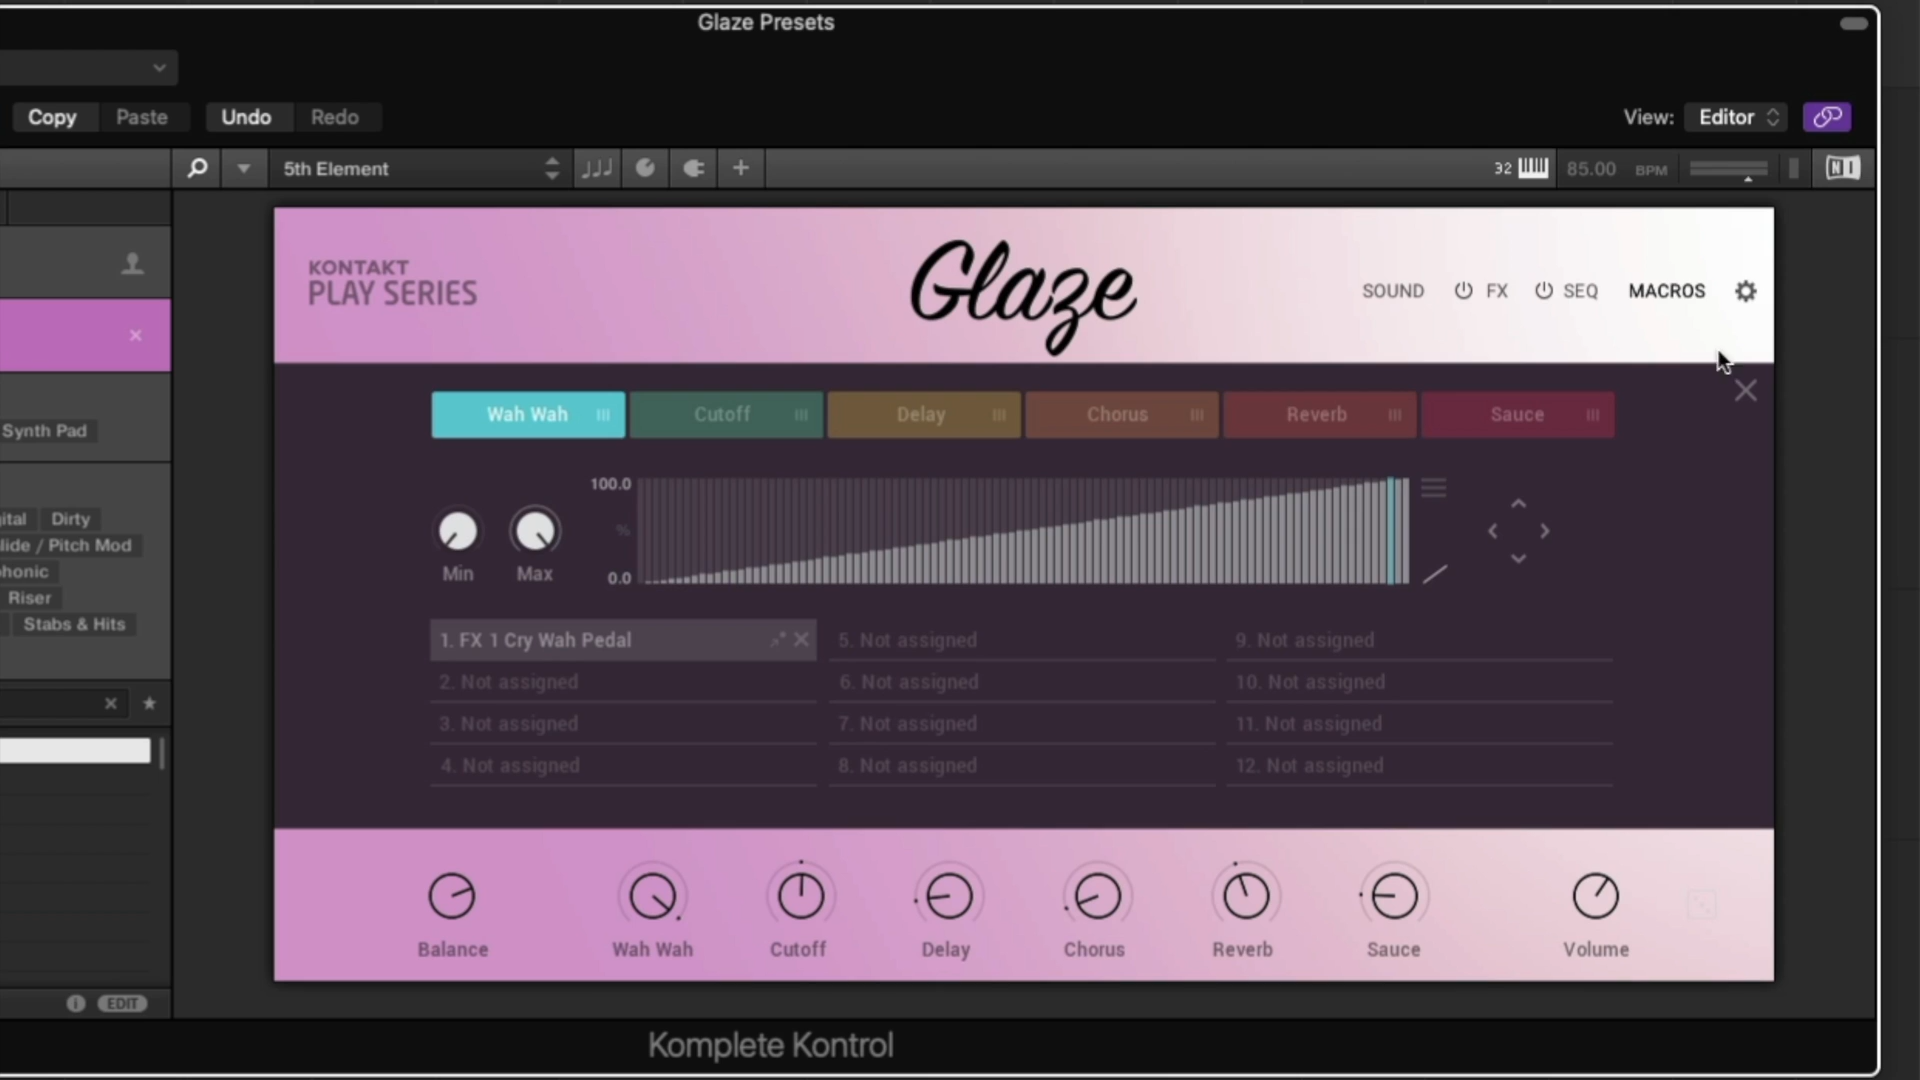 Glaze Presets
Copy Paste Undo Redo View: Editor
5th Element + 32 85.00 BPM NI
KONTAKT
PLAY SERIES
Glaze
SOUND FX SEQ MACROS
Wah Wah Cutoff Delay Chorus Reverb Sauce
Synth Pad
Dirty
/ Pitch Mod
Riser
Stabs & Hits
100.0
%
0.0
Min Max
1. FX 1 Cry Wah Pedal 5. Not assigned 9. Not assigned
2. Not assigned 6. Not assigned 10. Not assigned
3. Not assigned 7. Not assigned 11. Not assigned
4. Not assigned 8. Not assigned 12. Not assigned
Balance Wah Wah Cutoff Delay Chorus Reverb Sauce Volume
i EDIT
Komplete Kontrol